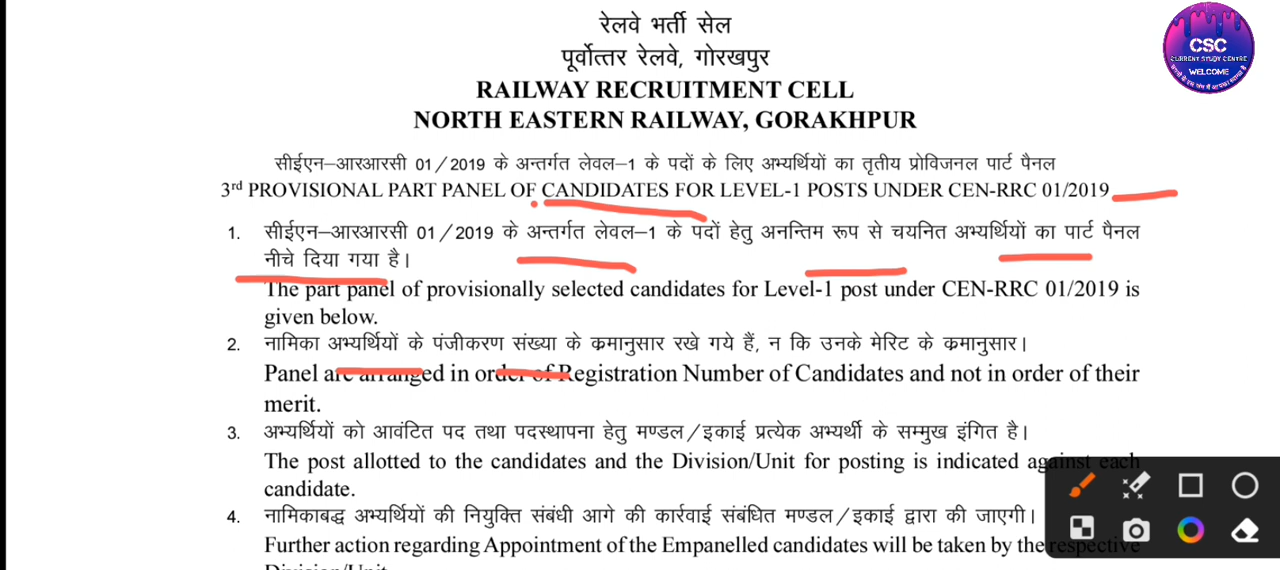 रेलवे भर्ती सेल
पूर्वोत्तर रेलवे, गोरखपुर
RAILWAY RECRUITMENT CELL
NORTH EASTERN RAILWAY, GORAKHPUR
CSC
CURRENT STUDY CENTRE
WELCOME
सीईएन–आरआरसी 01/2019 के अन्तर्गत लेवल–1 के पदों के लिए अभ्यर्थियों का तृतीय प्रोविजनल पार्ट पैनल
3rd PROVISIONAL PART PANEL OF CANDIDATES FOR LEVEL-1 POSTS UNDER CEN-RRC 01/2019
1. सीईएन–आरआरसी 01/2019 के अन्तर्गत लेवल–1 के पदों हेतु अनन्तिम रूप से चयनित अभ्यर्थियों का पार्ट पैनल
नीचे दिया गया है।
The part panel of provisionally selected candidates for Level-1 post under CEN-RRC 01/2019 is
given below.
2. नामिका अभ्यर्थियों के पंजीकरण संख्या के क्रमानुसार रखे गये हैं, न कि उनके मेरिट के क्रमानुसार।
Panel are arranged in order of Registration Number of Candidates and not in order of their
merit.
3. अभ्यर्थियों को आवंटित पद तथा पदस्थापना हेतु मण्डल/इकाई प्रत्येक अभ्यर्थी के सम्मुख इंगित है।
The post allotted to the candidates and the Division/Unit for posting is indicated against each
candidate.
4. नामिकाबद्ध अभ्यर्थियों की नियुक्ति संबंधी आगे की कार्रवाई संबंधित मण्डल/इकाई द्वारा की जाएगी।
Further action regarding Appointment of the Empanelled candidates will be taken by the respective
Division/Unit.